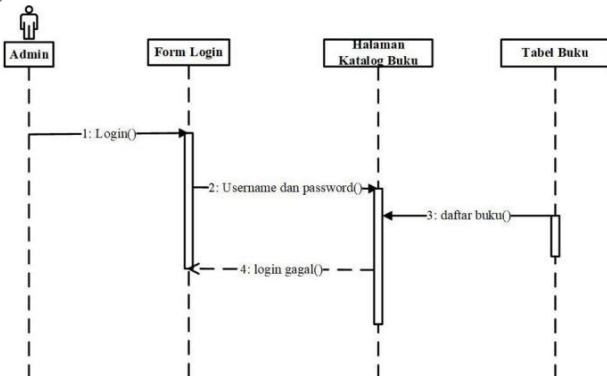 Admin
Form Login
Halaman
Katalog Buku
Tabel Buku
1: Login()
2: Username dan password()
3: daftar buku()
4: login gagal()